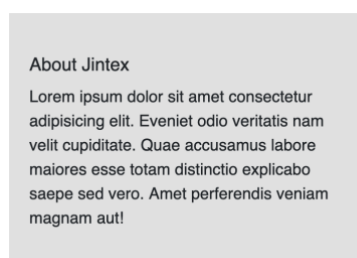 About Jintex
Lorem ipsum dolor sit amet consectetur
adipisicing elit. Eveniet odio veritatis nam
velit cupiditate. Quae accusamus labore
maiores esse totam distinctio explicabo
saepe sed vero. Amet perferendis veniam
magnam aut!